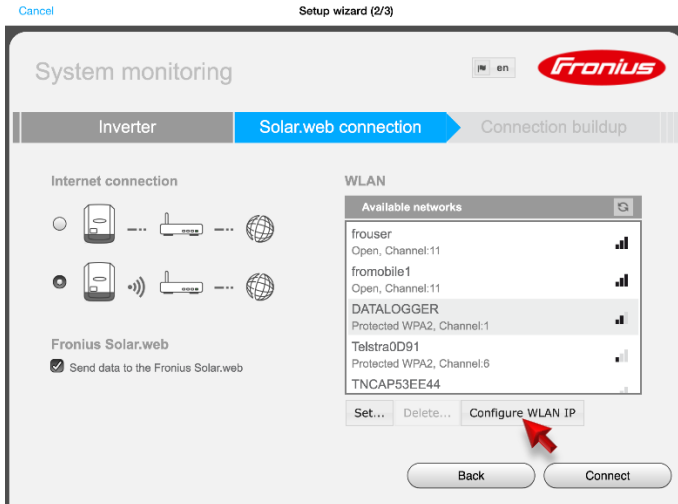 Cancel
Setup wizard (2/3)
System monitoring
en
Fronius
Inverter
Solar.web connection
Connection buildup
Internet connection
Fronius Solar.web
Send data to the Fronius Solar.web
WLAN
Available networks
frouser
Open, Channel:11
fromobile1
Open, Channel:11
DATALOGGER
Protected WPA2, Channel:1
Telstra0D91
Protected WPA2, Channel:6
TNCAP53EE44
Set...
Delete...
Configure WLAN IP
Back
Connect